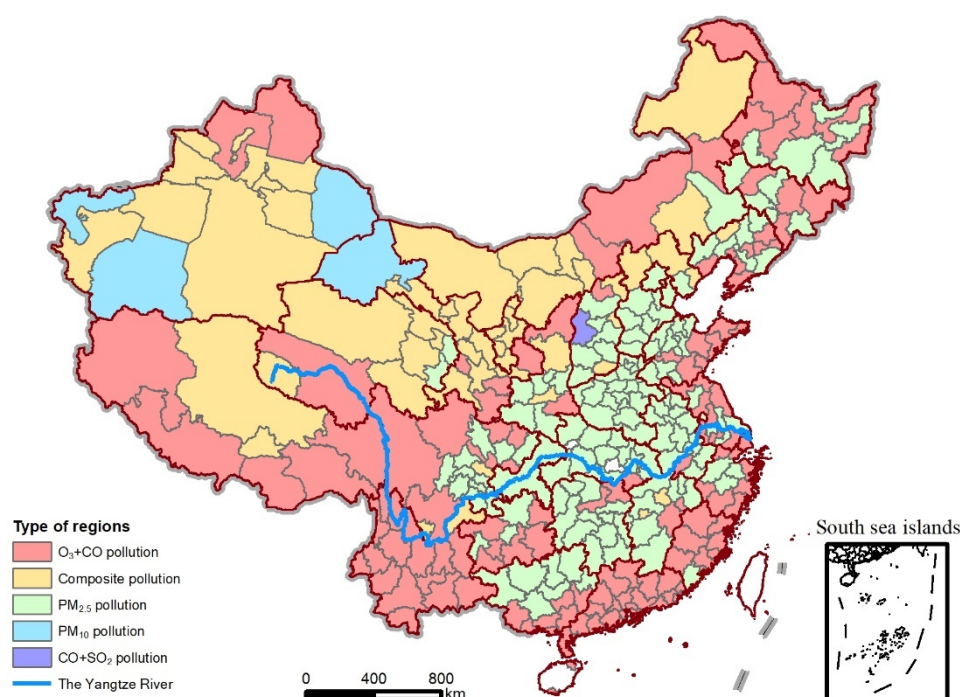 South sea islands
Type of regions
O₃+CO pollution
Composite pollution
PM₂.₅ pollution
PM₁₀ pollution
CO+SO₂ pollution
The Yangtze River
0 400 800
km